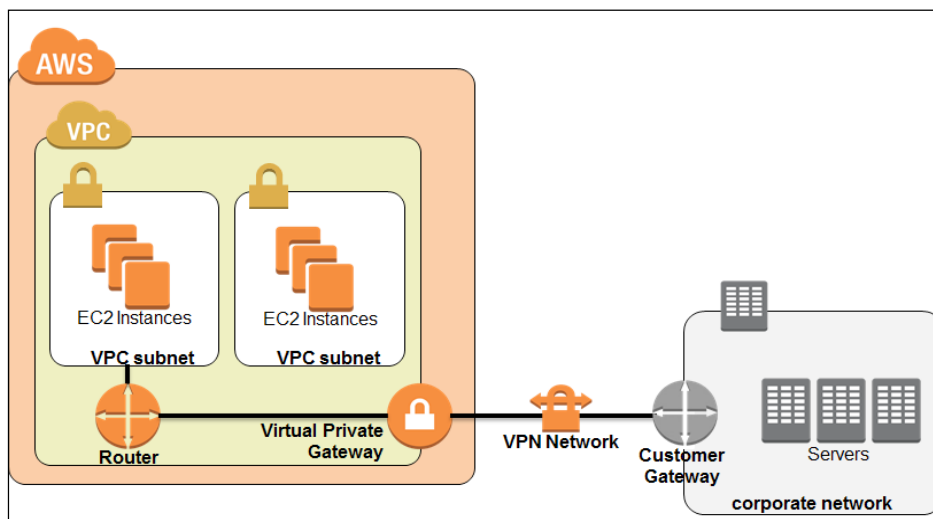 AWS
VPC
EC2 Instances
VPC subnet
EC2 Instances
VPC subnet
Router
Virtual Private
Gateway
VPN Network
Customer
Gateway
Servers
corporate network